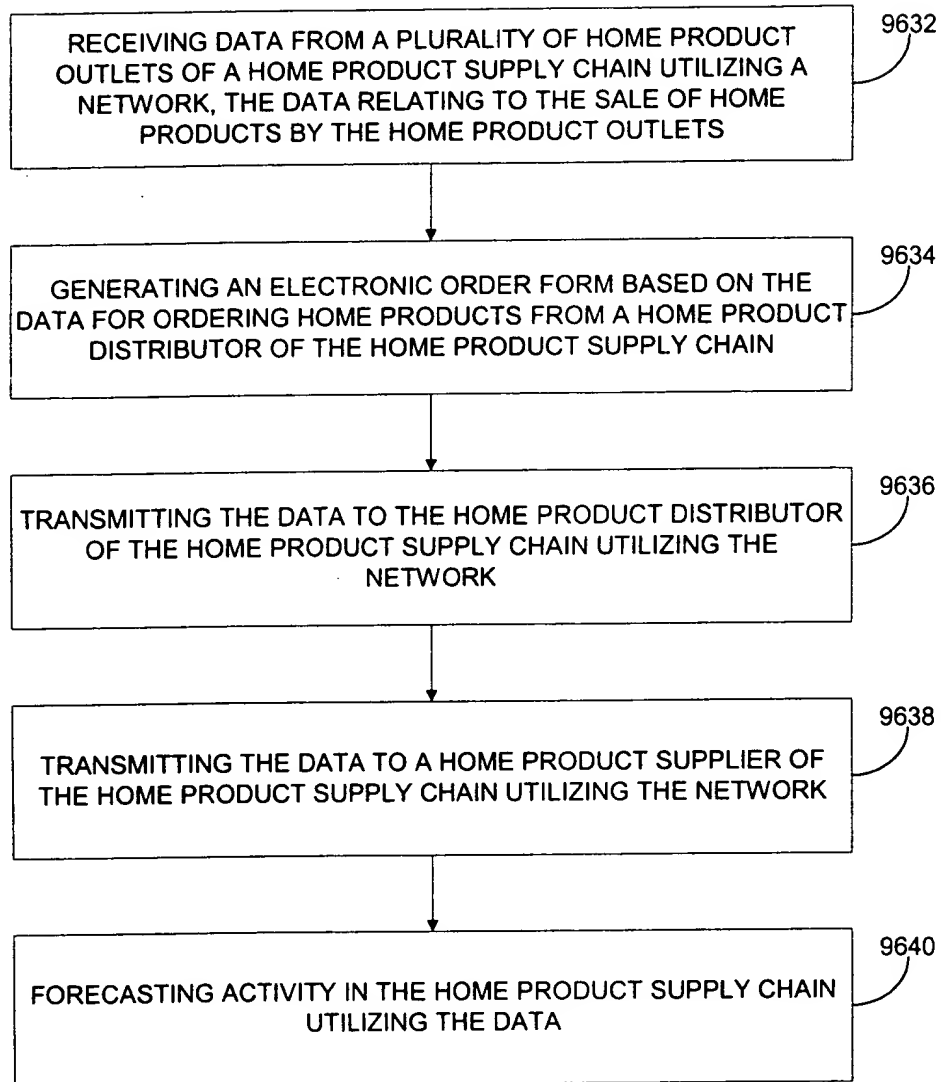 RECEIVING DATA FROM A PLURALITY OF HOME PRODUCT
OUTLETS OF A HOME PRODUCT SUPPLY CHAIN UTILIZING A
NETWORK, THE DATA RELATING TO THE SALE OF HOME
PRODUCTS BY THE HOME PRODUCT OUTLETS
9632
GENERATING AN ELECTRONIC ORDER FORM BASED ON THE
DATA FOR ORDERING HOME PRODUCTS FROM A HOME PRODUCT
DISTRIBUTOR OF THE HOME PRODUCT SUPPLY CHAIN
9634
TRANSMITTING THE DATA TO THE HOME PRODUCT DISTRIBUTOR
OF THE HOME PRODUCT SUPPLY CHAIN UTILIZING THE
NETWORK
9636
TRANSMITTING THE DATA TO A HOME PRODUCT SUPPLIER OF
THE HOME PRODUCT SUPPLY CHAIN UTILIZING THE NETWORK
9638
FORECASTING ACTIVITY IN THE HOME PRODUCT SUPPLY CHAIN
UTILIZING THE DATA
9640